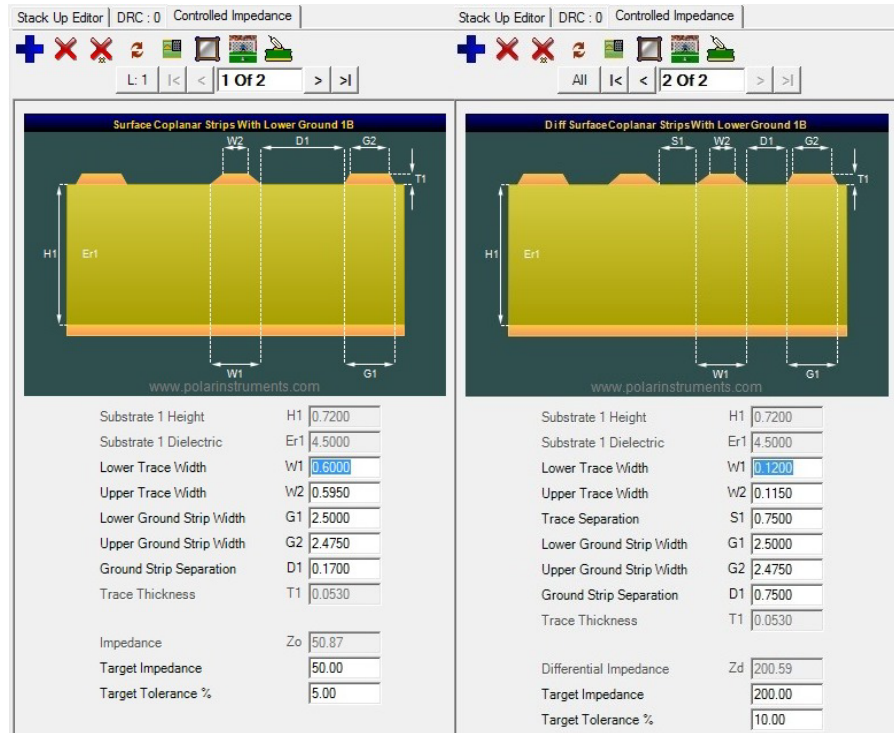 Stack Up Editor DRC : 0 Controlled Impedance
L: 1 |< < 1 Of 2 > >|
Surface Coplanar Strips With Lower Ground 1B
W2 D1 G2
T1
H1 Er1
W1 G1
www.polarinstruments.com
Substrate 1 Height H1 0.7200
Substrate 1 Dielectric Er1 4.5000
Lower Trace Width W1 0.6000
Upper Trace Width W2 0.5950
Lower Ground Strip Width G1 2.5000
Upper Ground Strip Width G2 2.4750
Ground Strip Separation D1 0.1700
Trace Thickness T1 0.0530
Impedance Zo 50.87
Target Impedance 50.00
Target Tolerance % 5.00
Stack Up Editor DRC : 0 Controlled Impedance
All |< < 2 Of 2 > >|
Diff Surface Coplanar Strips With Lower Ground 1B
S1 W2 D1 G2
T1
H1 Er1
W1 G1
www.polarinstruments.com
Substrate 1 Height H1 0.7200
Substrate 1 Dielectric Er1 4.5000
Lower Trace Width W1 0.1200
Upper Trace Width W2 0.1150
Trace Separation S1 0.7500
Lower Ground Strip Width G1 2.5000
Upper Ground Strip Width G2 2.4750
Ground Strip Separation D1 0.7500
Trace Thickness T1 0.0530
Differential Impedance Zd 200.59
Target Impedance 200.00
Target Tolerance % 10.00